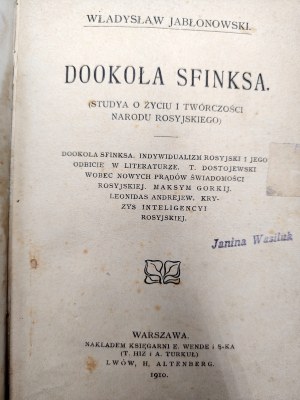 WŁADYSŁAW JABŁONOWSKI.
DOOKOŁA SFINKSA.
(STUDYA O ŻYCIU I TWÓRCZOŚCI
NARODU ROSYJSKIEGO)
DOOKOŁA SFINKSA. INDYWIDUALIZM ROSYJSKI I JEGO
ODBICIE W LITERATURZE. T. DOSTOJEWSKI
WOBEC NOWYCH PRĄDÓW ŚWIADOMOŚCI
ROSYJSKIEJ. MAKSYM GORKIJ.
LEONIDAS ANDREJEW. KRY-
ZYS INTELIGENCYI
ROSYJSKIEJ.
Janina Wasiluk
WARSZAWA.
NAKŁADEM KSIĘGARNI E. WENDE I S-KA
(T. HIŻ I A. TURKUŁ)
LWÓW, H. ALTENBERG.
1910.